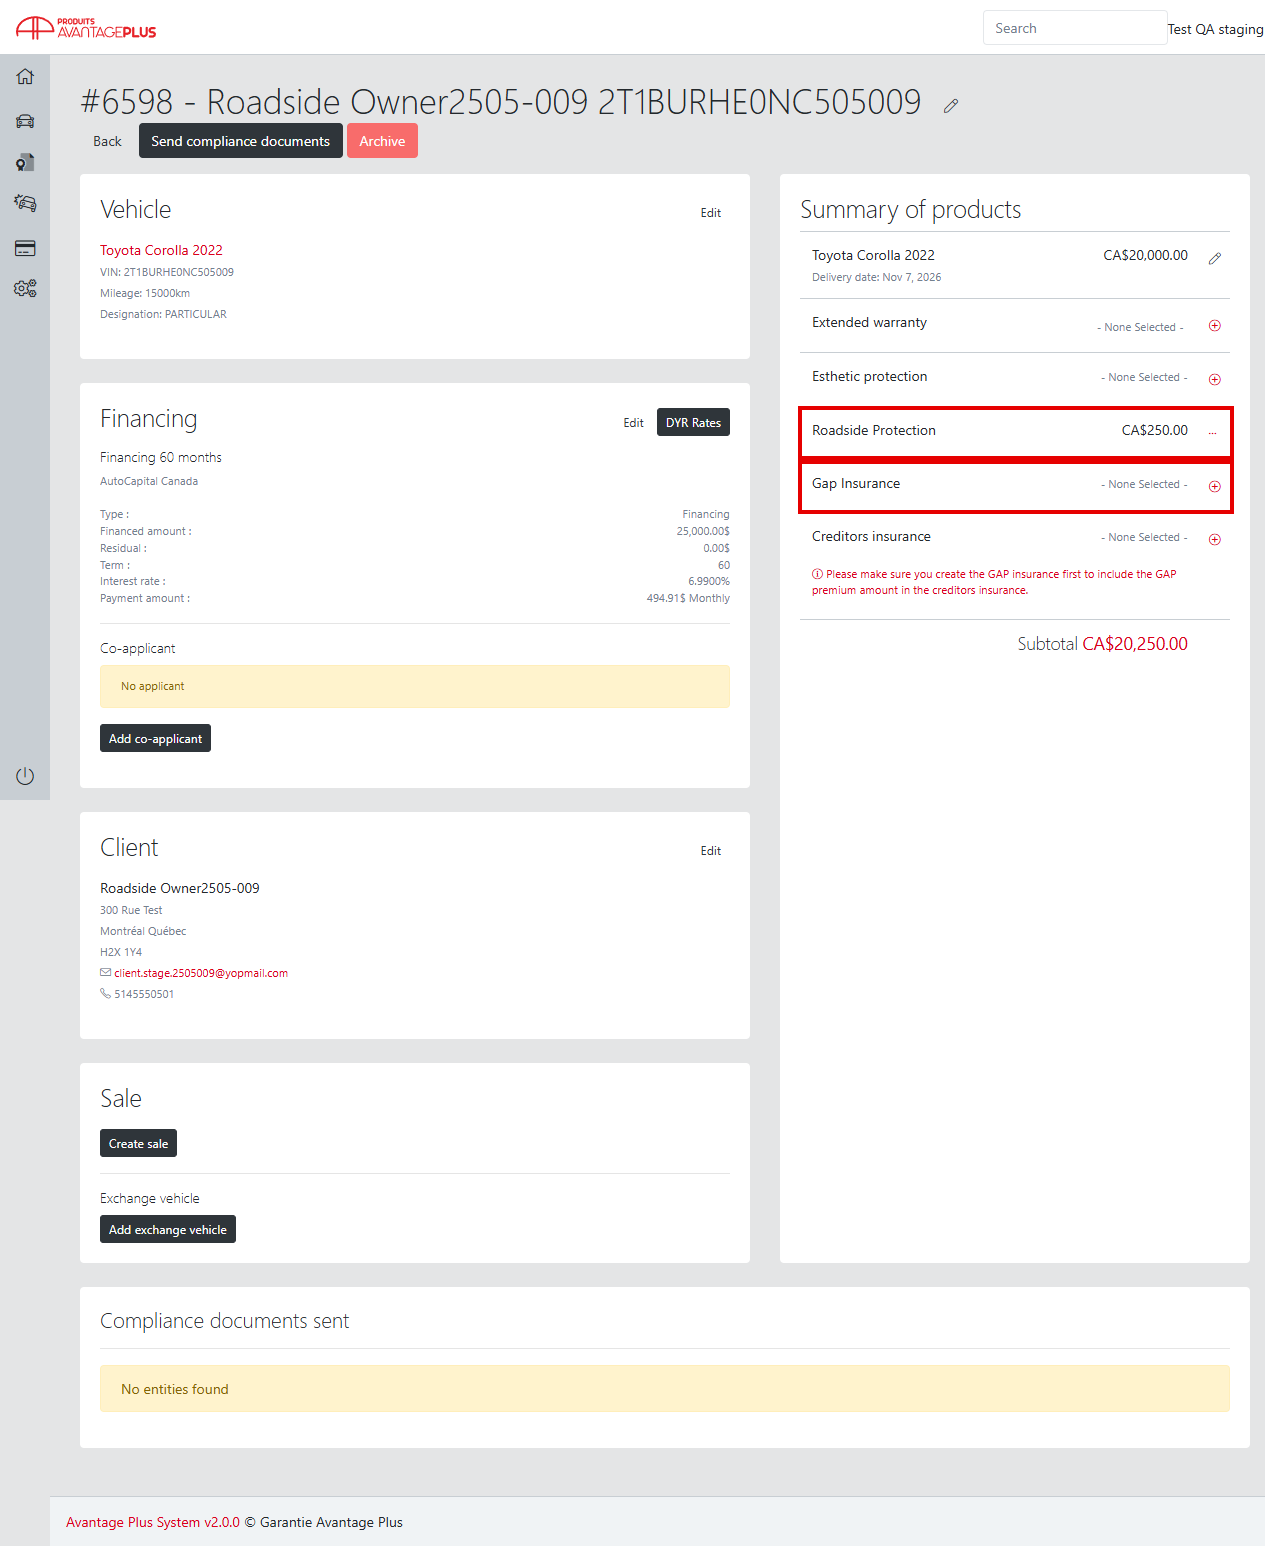 PRODUITS
AVANTAGEPLUS
Search
Test QA staging
#6598 - Roadside Owner2505-009 2T1BURHE0NC505009
Back
Send compliance documents
Archive
Vehicle
Edit
Toyota Corolla 2022
VIN: 2T1BURHE0NC505009
Mileage: 15000km
Designation: PARTICULAR
Financing
Edit
DYR Rates
Financing 60 months
AutoCapital Canada
Type : Financing
Financed amount : 25,000.00$
Residual : 0.00$
Term : 60
Interest rate : 6.9900%
Payment amount : 494.91$ Monthly
Co-applicant
No applicant
Add co-applicant
Client
Edit
Roadside Owner2505-009
300 Rue Test
Montréal Québec
H2X 1Y4
client.stage.2505009@yopmail.com
5145550501
Sale
Create sale
Exchange vehicle
Add exchange vehicle
Summary of products
Toyota Corolla 2022 CA$20,000.00
Delivery date: Nov 7, 2026
Extended warranty - None Selected -
Esthetic protection - None Selected -
Roadside Protection CA$250.00 ...
Gap Insurance - None Selected -
Creditors insurance - None Selected -
Please make sure you create the GAP insurance first to include the GAP
premium amount in the creditors insurance.
Subtotal CA$20,250.00
Compliance documents sent
No entities found
Avantage Plus System v2.0.0 © Garantie Avantage Plus